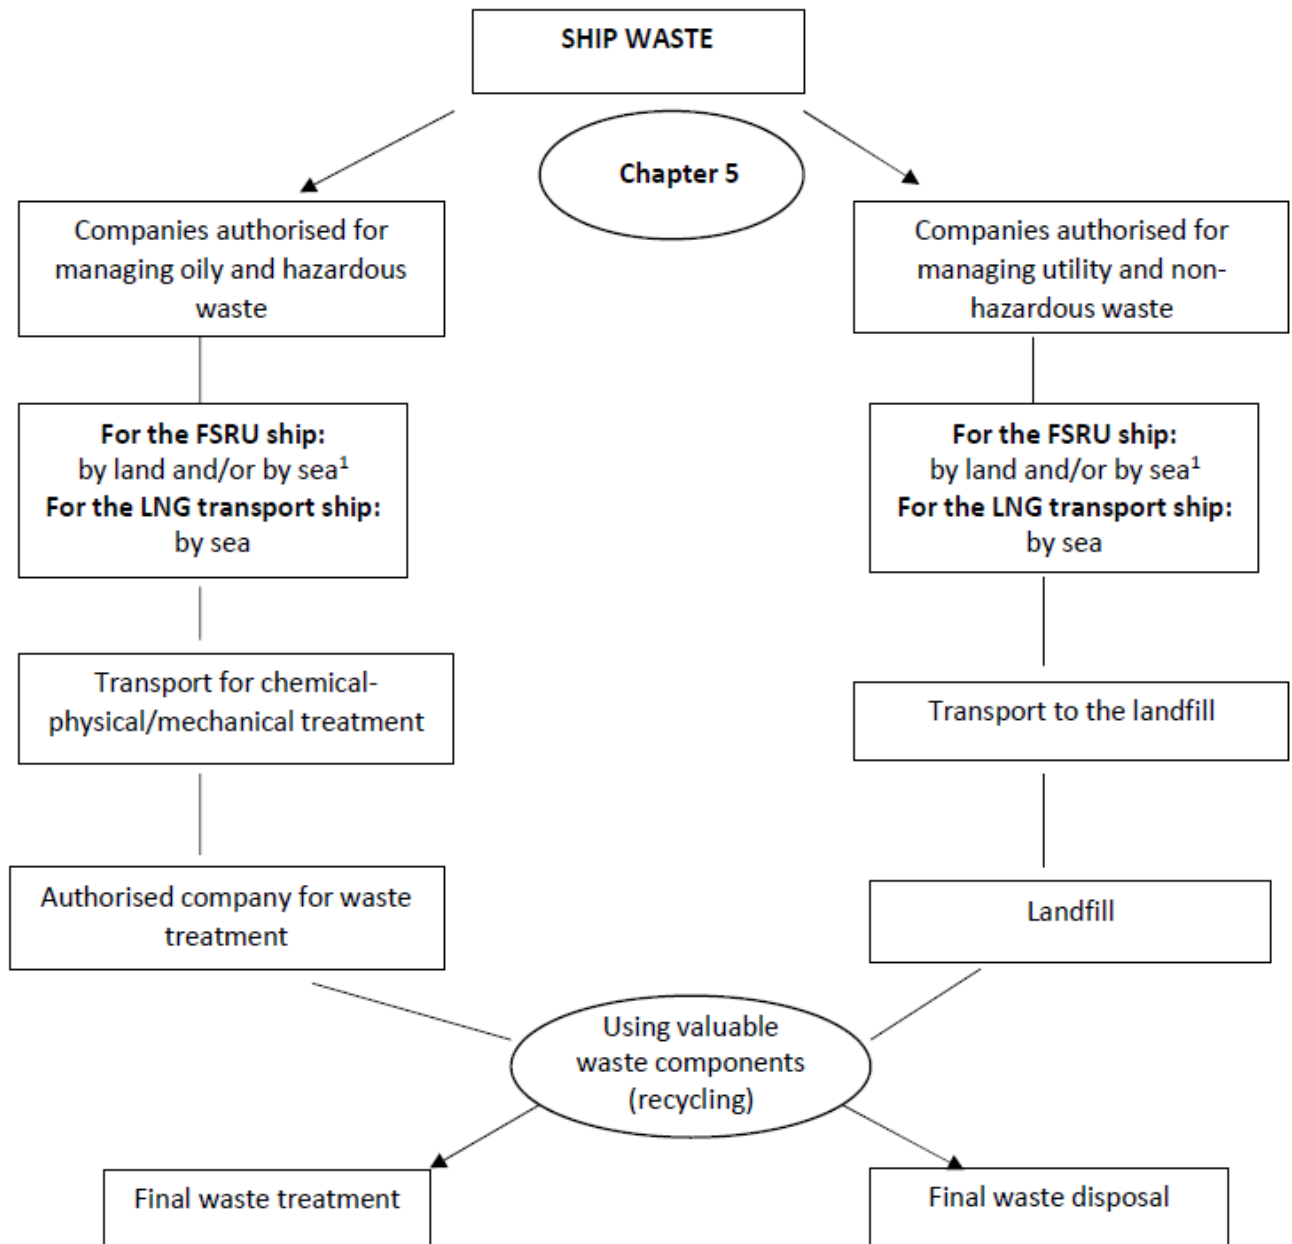 SHIP WASTE
Chapter 5
Companies authorised for
managing oily and hazardous
waste
Companies authorised for
managing utility and non-
hazardous waste
For the FSRU ship:
by land and/or by sea¹
For the LNG transport ship:
by sea
For the FSRU ship:
by land and/or by sea¹
For the LNG transport ship:
by sea
Transport for chemical-
physical/mechanical treatment
Transport to the landfill
Authorised company for waste
treatment
Landfill
Using valuable
waste components
(recycling)
Final waste treatment
Final waste disposal